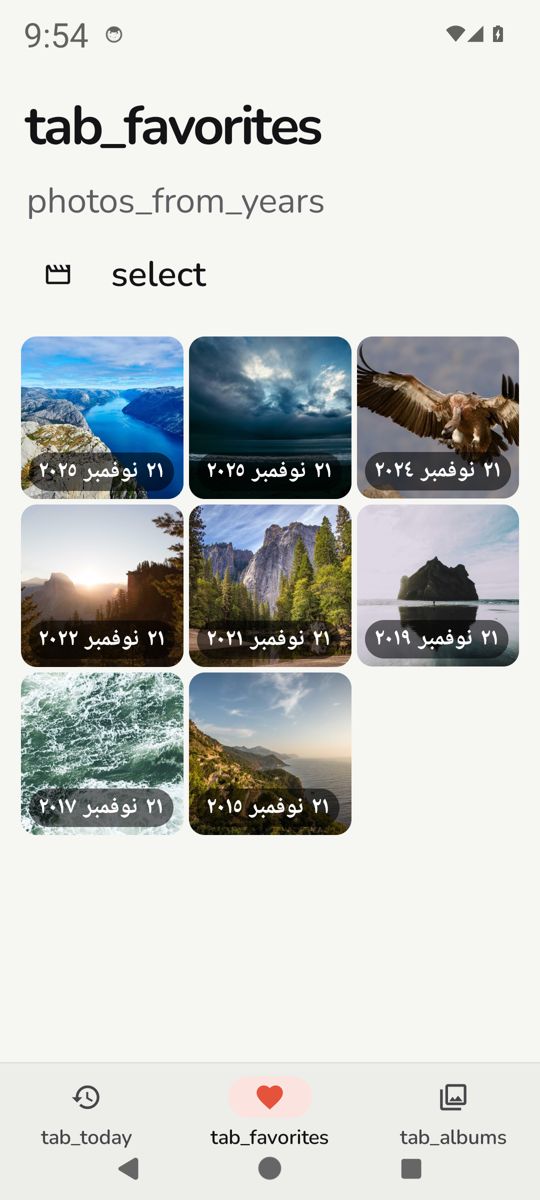 9:54
tab_favorites
photos_from_years
select
٢١ نوفمبر ٢٠٢٥
٢١ نوفمبر ٢٠٢٥
٢١ نوفمبر ٢٠٢٤
٢١ نوفمبر ٢٠٢٢
٢١ نوفمبر ٢٠٢١
٢١ نوفمبر ٢٠١٩
٢١ نوفمبر ٢٠١٧
٢١ نوفمبر ٢٠١٥
tab_today
tab_favorites
tab_albums